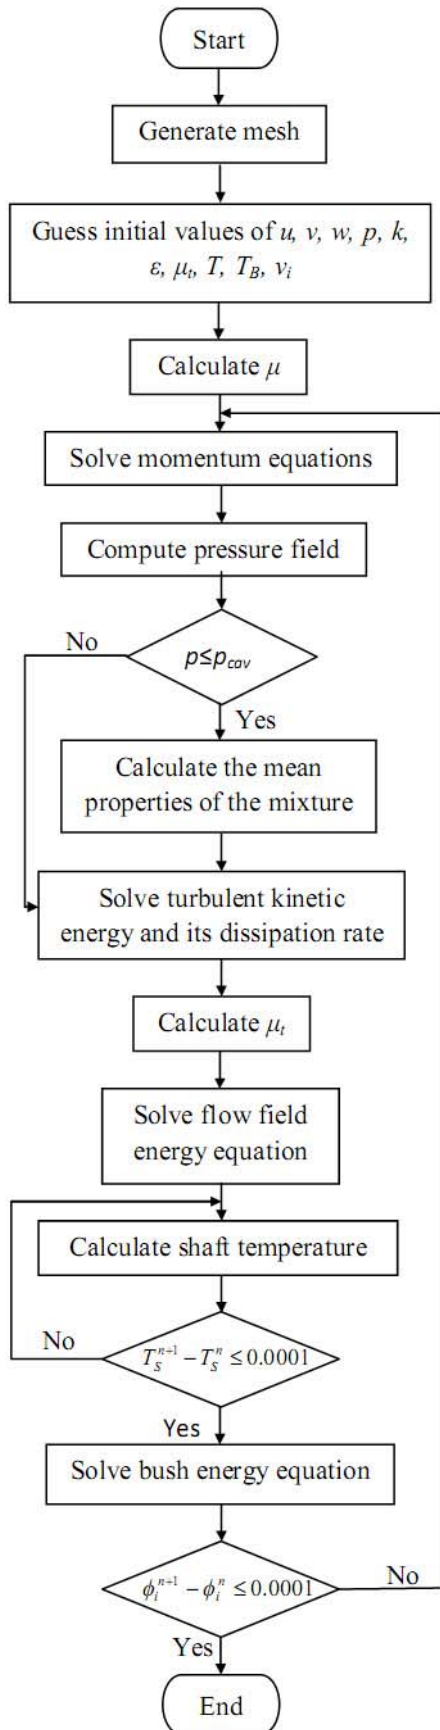 Start
Generate mesh
Guess initial values of u, v, w, p, k,
ε, μt, T, TB, νi
Calculate μ
Solve momentum equations
Compute pressure field
No
p≤pcav
Yes
Calculate the mean
properties of the mixture
Solve turbulent kinetic
energy and its dissipation rate
Calculate μt
Solve flow field
energy equation
Calculate shaft temperature
No
T_S^{n+1} − T_S^n ≤ 0.0001
Yes
Solve bush energy equation
ϕ_i^{n+1} − ϕ_i^n ≤ 0.0001
No
Yes
End